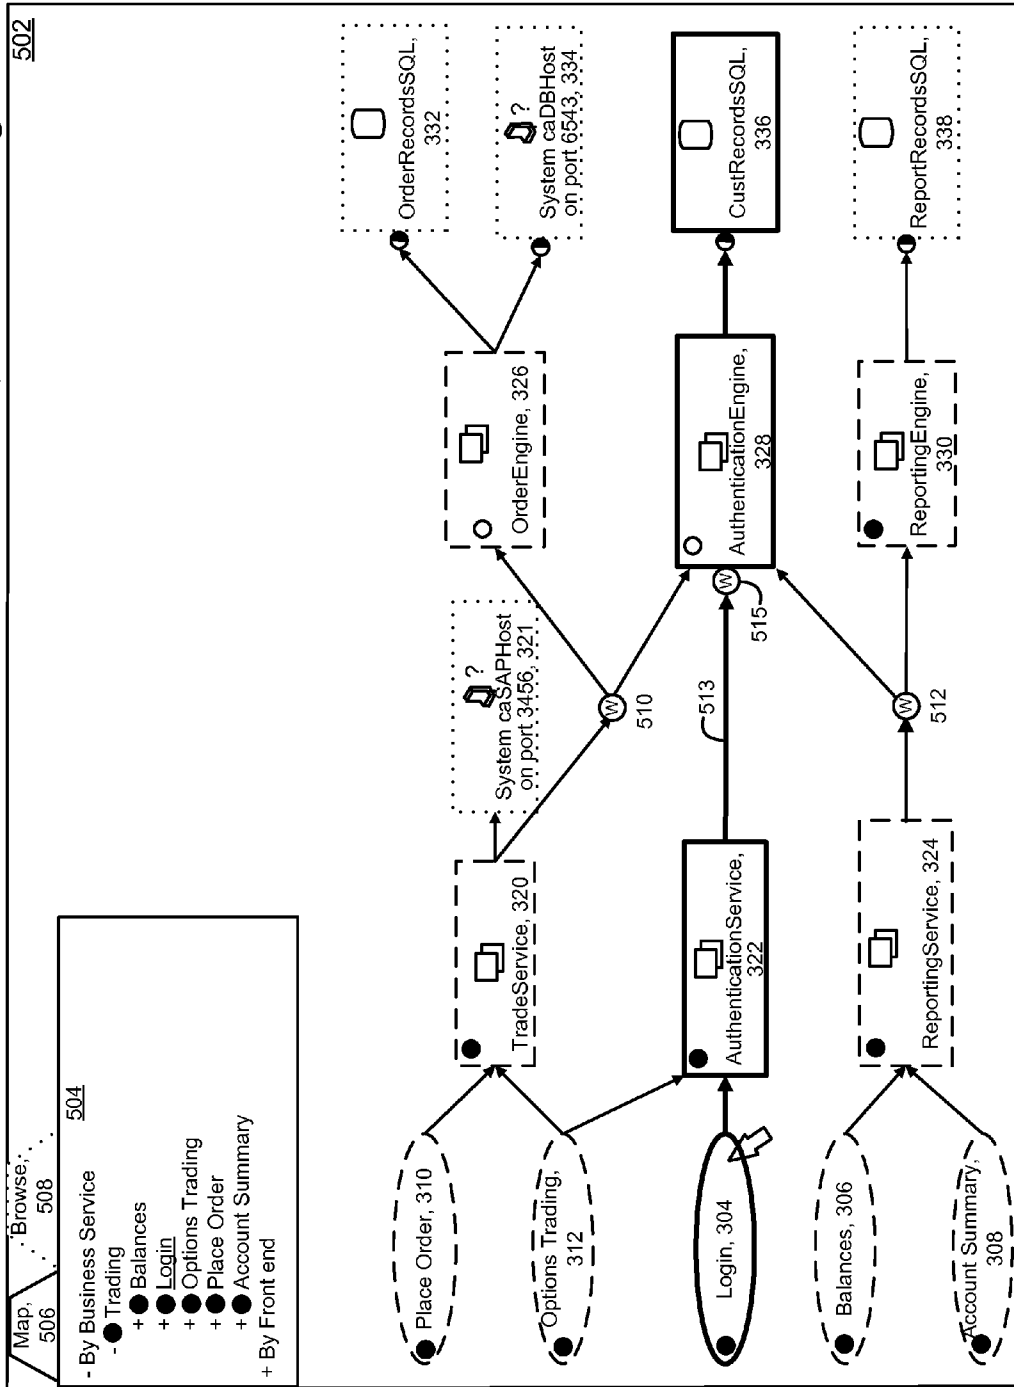 502
Map,
506
Browse,
508
504
- By Business Service
- Trading
+ Balances
+ Login
+ Options Trading
+ Place Order
+ Account Summary
+ By Front end
Place Order, 310
Options Trading,
312
Login, 304
Balances, 306
Account Summary,
308
TradeService, 320
AuthenticationService,
322
ReportingService, 324
?
System caSAPHost
on port 3456, 321
W
510
513
W
515
W
512
OrderEngine, 326
AuthenticationEngine,
328
ReportingEngine,
330
OrderRecordsSQL,
332
?
System caDBHost
on port 6543, 334
CustRecordsSQL,
336
ReportRecordsSQL,
338